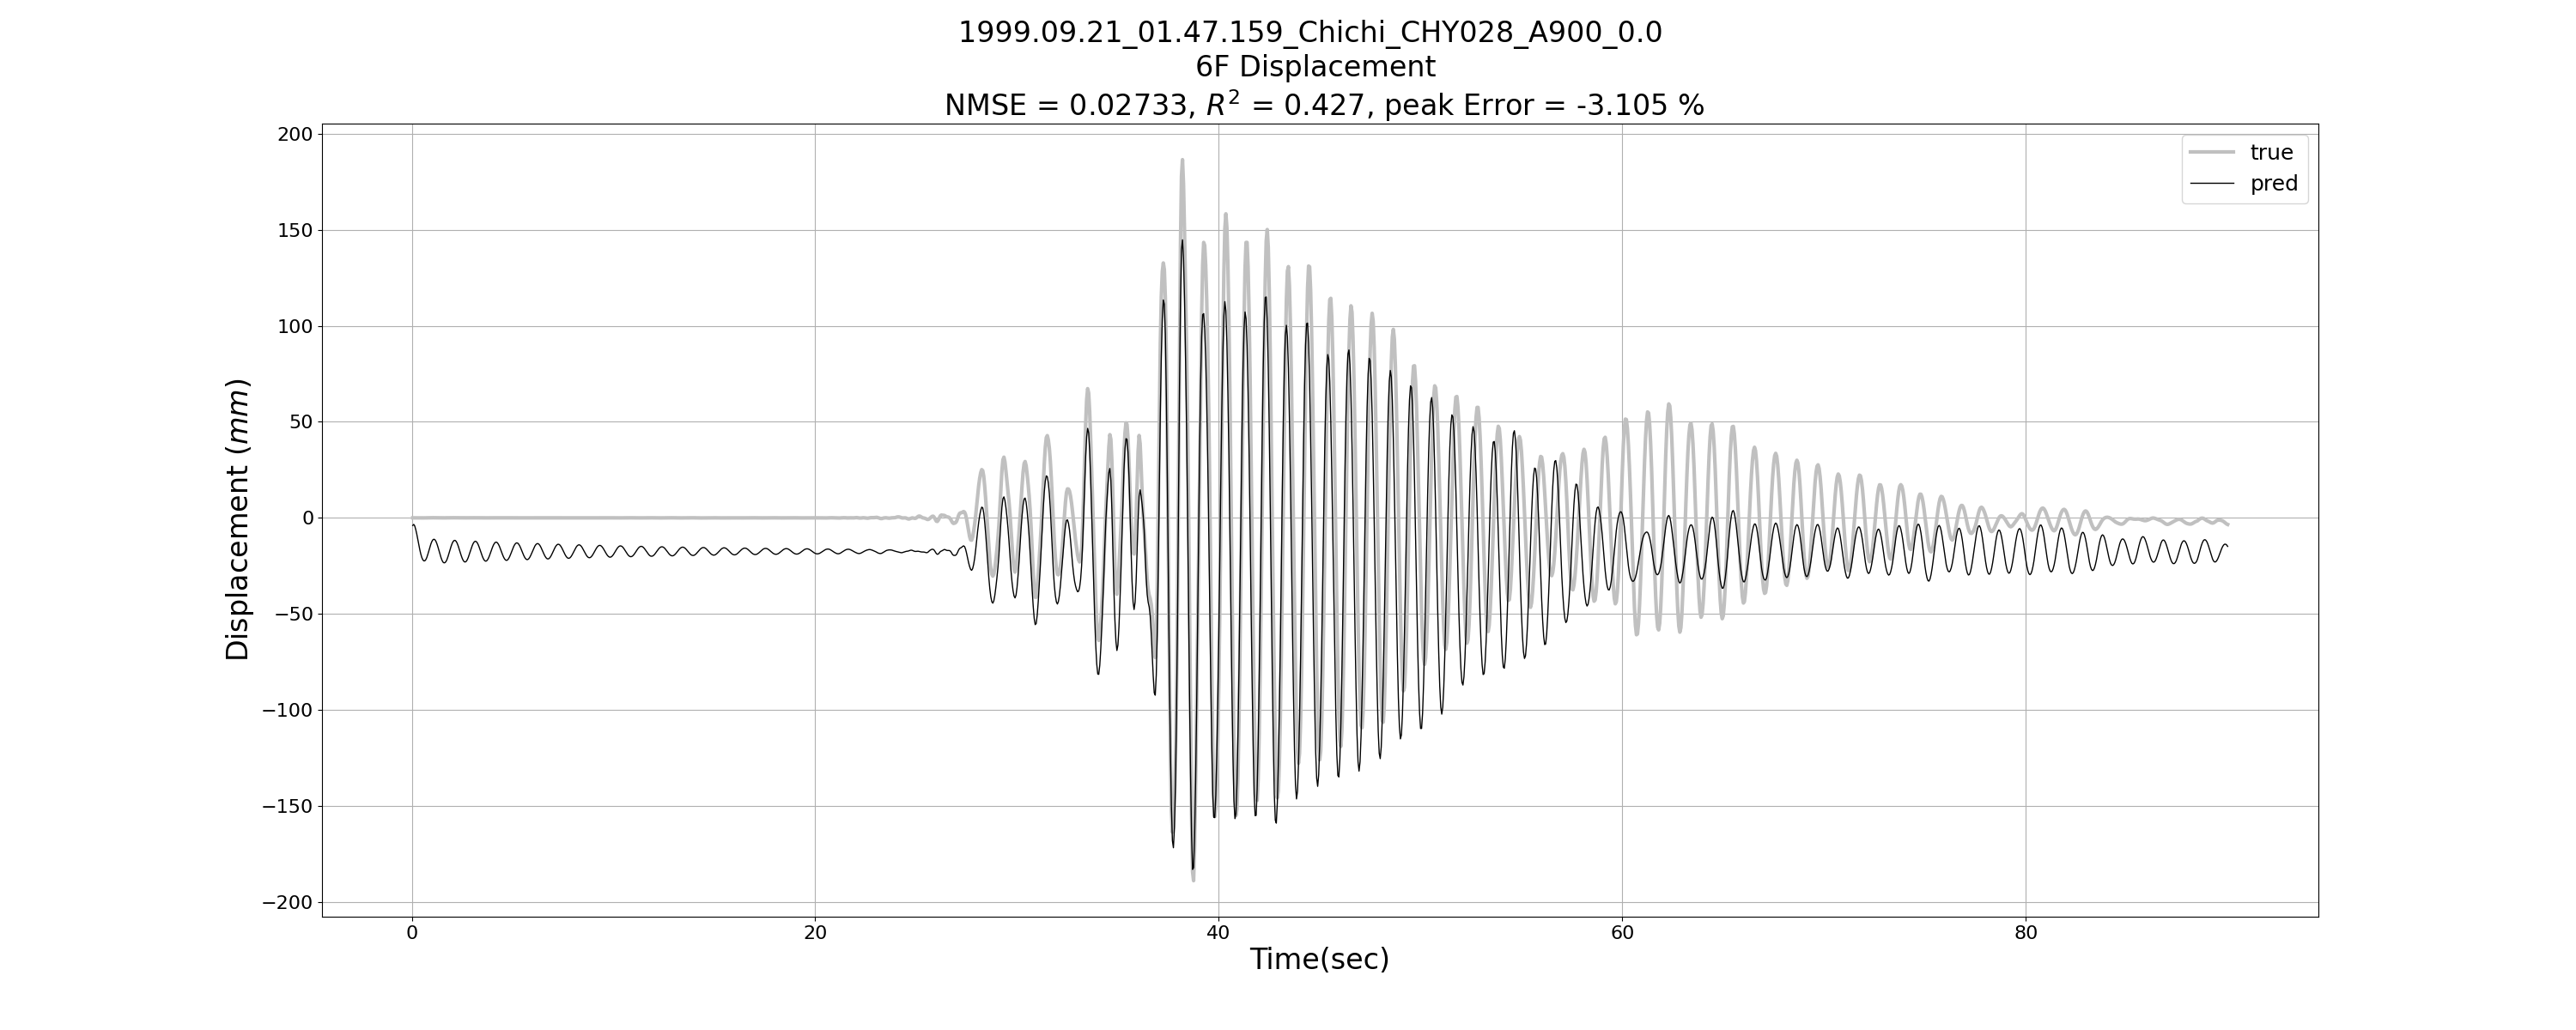 1999.09.21_01.47.159_Chichi_CHY028_A900_0.0
6F Displacement
NMSE = 0.02733, R² = 0.427, peak Error = -3.105 %
true
pred
200
150
100
50
0
−50
−100
−150
−200
Displacement (mm)
0 20 40 60 80
Time(sec)